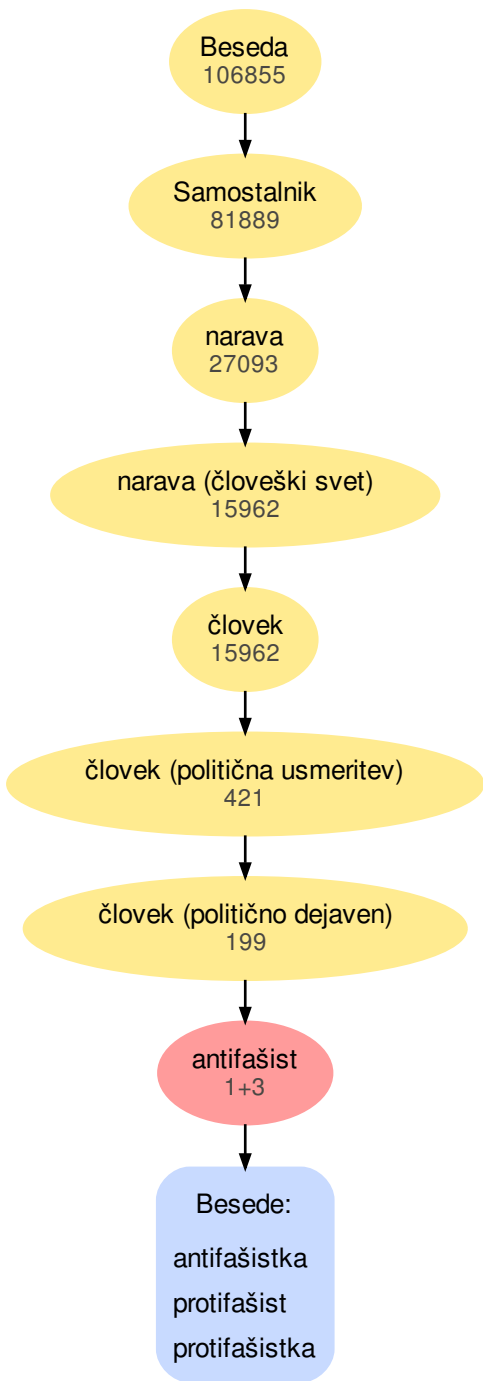 Beseda
106855
Samostalnik
81889
narava
27093
narava (človeški svet)
15962
človek
15962
človek (politična usmeritev)
421
človek (politično dejaven)
199
antifašist
1+3
Besede:
antifašistka
protifašist
protifašistka